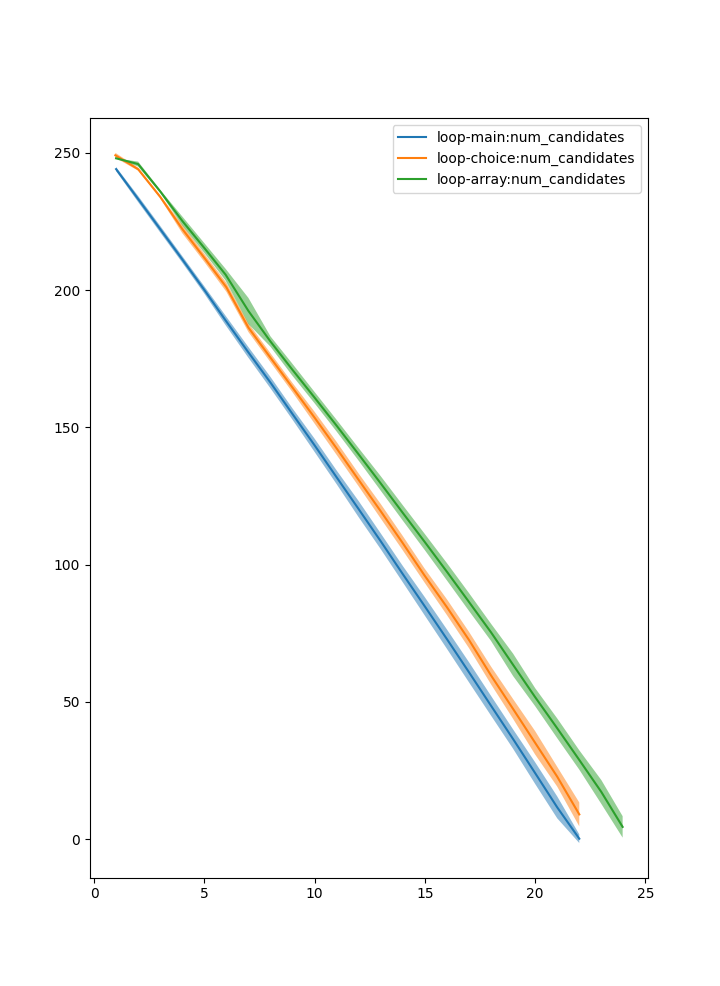 loop-main:num_candidates
loop-choice:num_candidates
loop-array:num_candidates
250
200
150
100
50
0
0 5 10 15 20 25